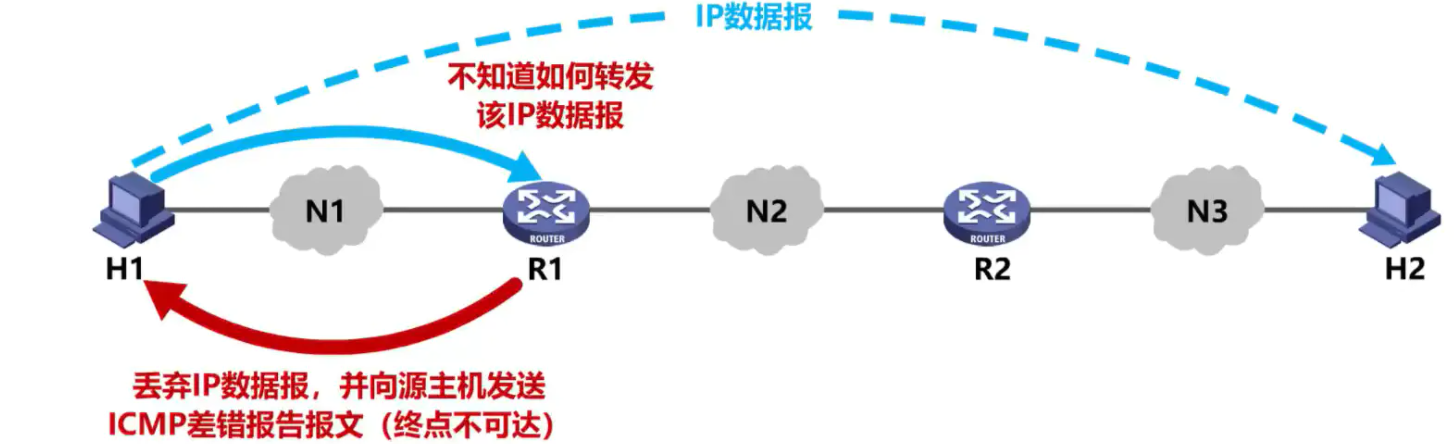 IP数据报
不知道如何转发
该IP数据报
N1
N2
N3
ROUTER
ROUTER
H1
R1
R2
H2
丢弃IP数据报，并向源主机发送
ICMP差错报告报文（终点不可达）